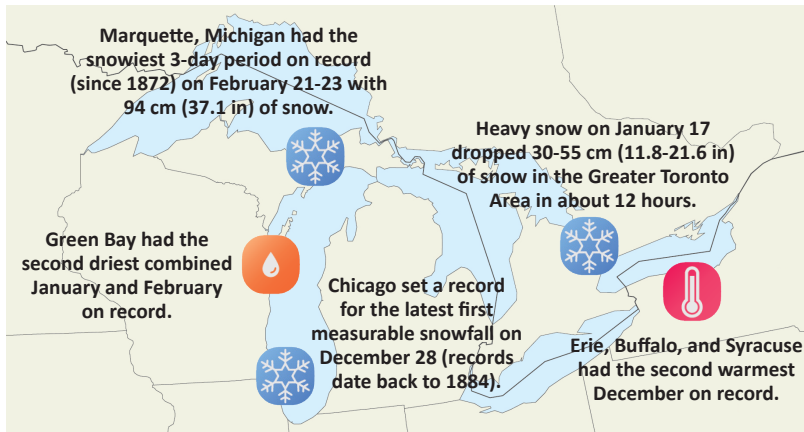 Marquette, Michigan had the
snowiest 3-day period on record
(since 1872) on February 21-23 with
94 cm (37.1 in) of snow.
Heavy snow on January 17
dropped 30-55 cm (11.8-21.6 in)
of snow in the Greater Toronto
Area in about 12 hours.
Green Bay had the
second driest combined
January and February
on record.
Chicago set a record
for the latest first
measurable snowfall on
December 28 (records
date back to 1884).
Erie, Buffalo, and Syracuse
had the second warmest
December on record.